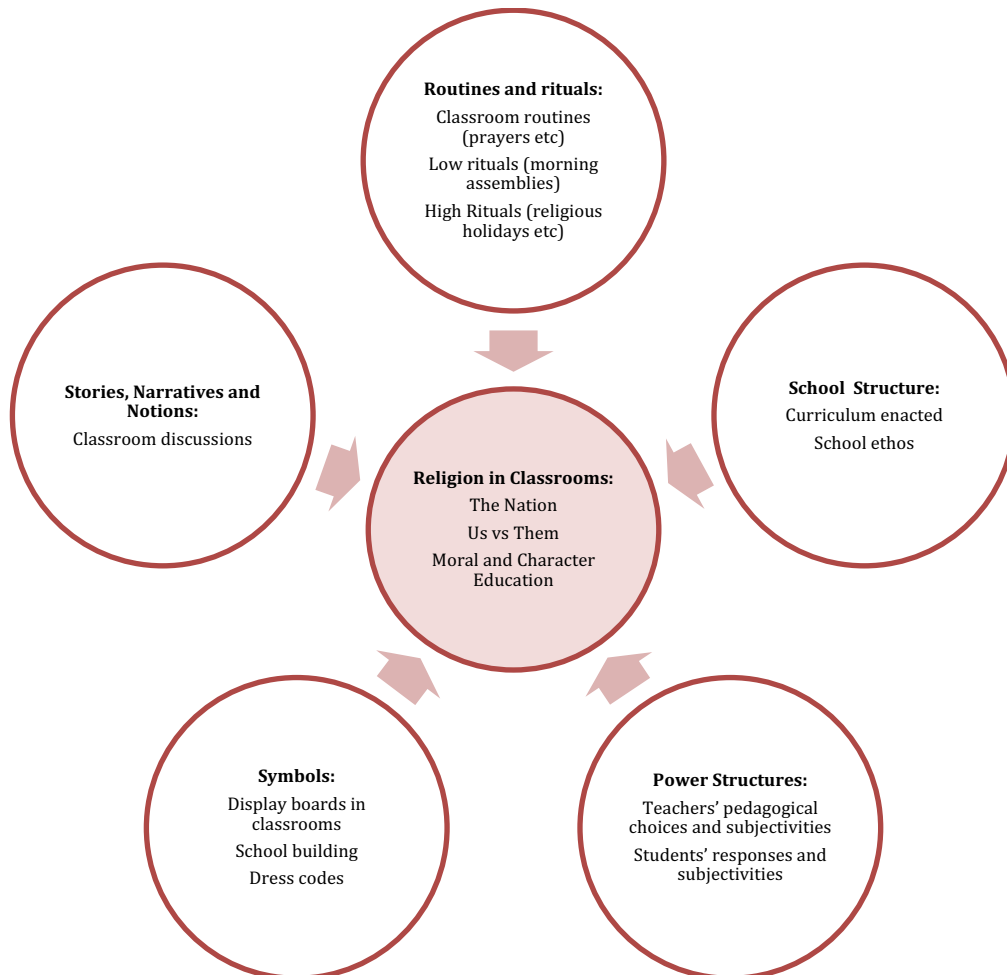 Routines and rituals:
Classroom routines
(prayers etc)
Low rituals (morning
assemblies)
High Rituals (religious
holidays etc)
Stories, Narratives and
Notions:
Classroom discussions
School Structure:
Curriculum enacted
School ethos
Religion in Classrooms:
The Nation
Us vs Them
Moral and Character
Education
Symbols:
Display boards in
classrooms
School building
Dress codes
Power Structures:
Teachers’ pedagogical
choices and subjectivities
Students’ responses and
subjectivities